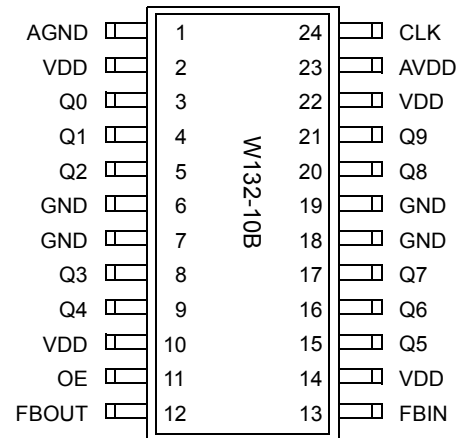 AGND 1 24 CLK
VDD 2 23 AVDD
Q0 3 22 VDD
Q1 4 21 Q9
Q2 5 20 Q8
GND 6 19 GND
GND 7 18 GND
Q3 8 17 Q7
Q4 9 16 Q6
VDD 10 15 Q5
OE 11 14 VDD
FBOUT 12 13 FBIN
W132-10B